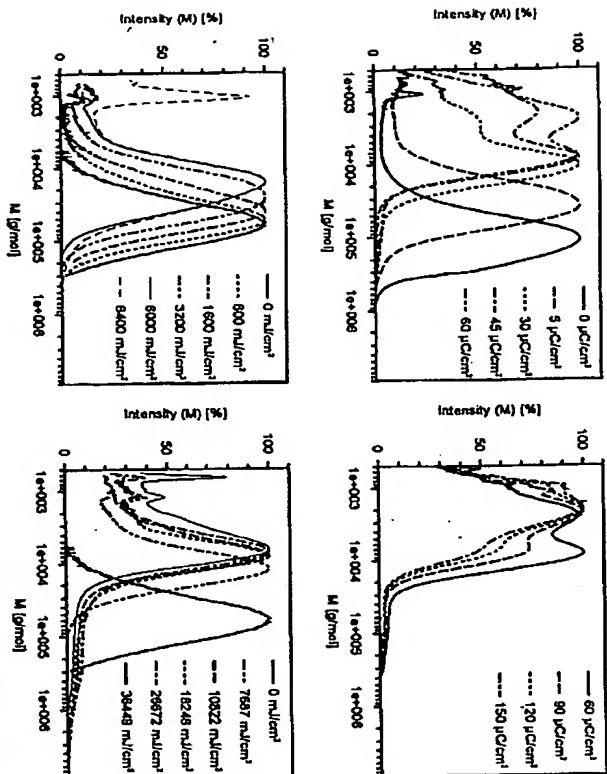 Intensity (M) [%]
100
50
0
1e+003
1e+004
1e+005
1e+006
M [g/mol]
0 µC/cm²
5 µC/cm²
30 µC/cm²
45 µC/cm²
60 µC/cm²
Intensity (M) [%]
100
50
0
1e+003
1e+004
1e+005
1e+006
M [g/mol]
60 µC/cm²
90 µC/cm²
120 µC/cm²
150 µC/cm²
Intensity (M) [%]
100
50
0
1e+003
1e+004
1e+005
1e+006
M [g/mol]
0 mJ/cm²
800 mJ/cm²
1600 mJ/cm²
3200 mJ/cm²
6000 mJ/cm²
8400 mJ/cm²
Intensity (M) [%]
100
50
0
1e+003
1e+004
1e+005
1e+006
M [g/mol]
0 mJ/cm²
7687 mJ/cm²
10822 mJ/cm²
18248 mJ/cm²
26672 mJ/cm²
36449 mJ/cm²